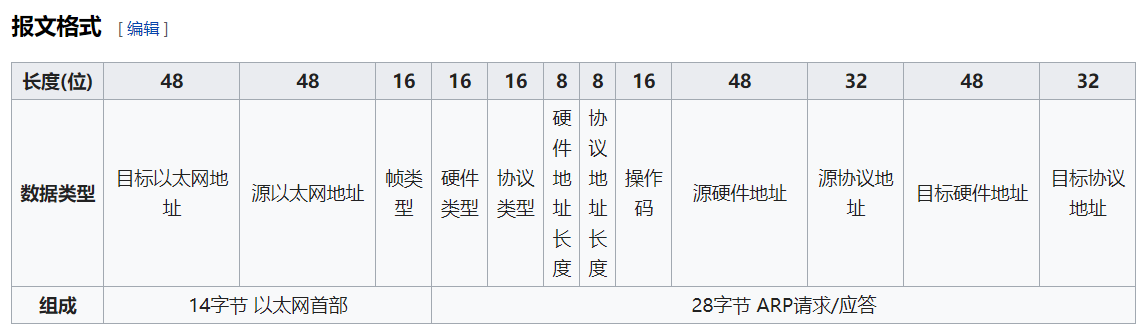 报文格式 [ 编辑 ]
长度(位) 48 48 16 16 16 8 8 16 48 32 48 32
数据类型 目标以太网地址 源以太网地址 帧类型 硬件类型 协议类型 硬件地址长度 协议地址长度 操作码 源硬件地址 源协议地址 目标硬件地址 目标协议地址
组成 14字节 以太网首部 28字节 ARP请求/应答